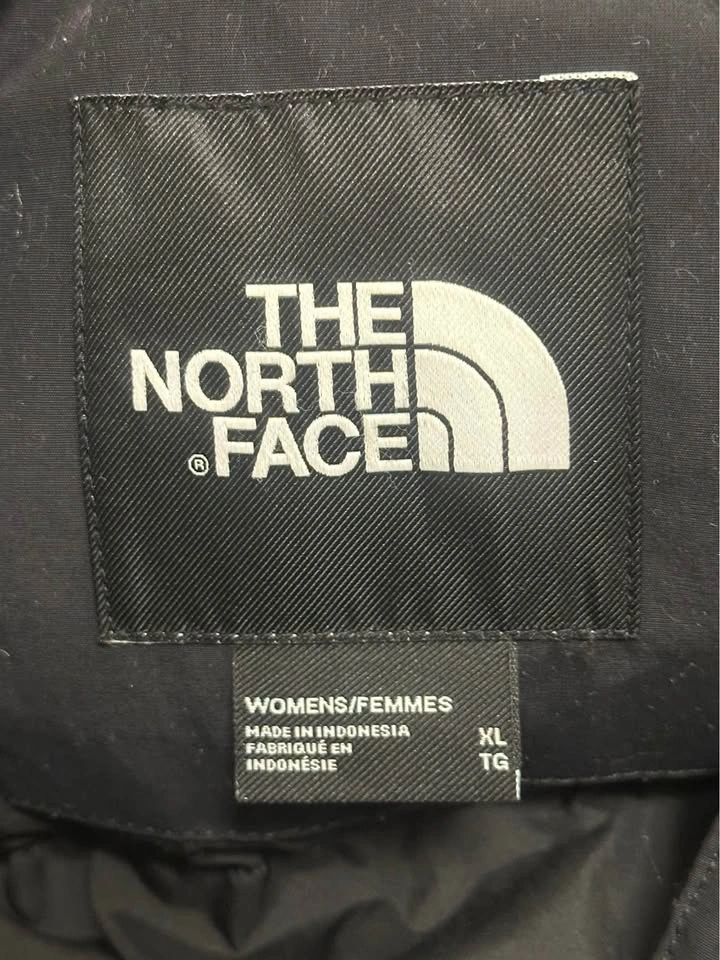 THE
NORTH
® FACE
WOMENS/FEMMES
MADE IN INDONESIA
FABRIQUÉ EN
INDONÉSIE
XL
TG